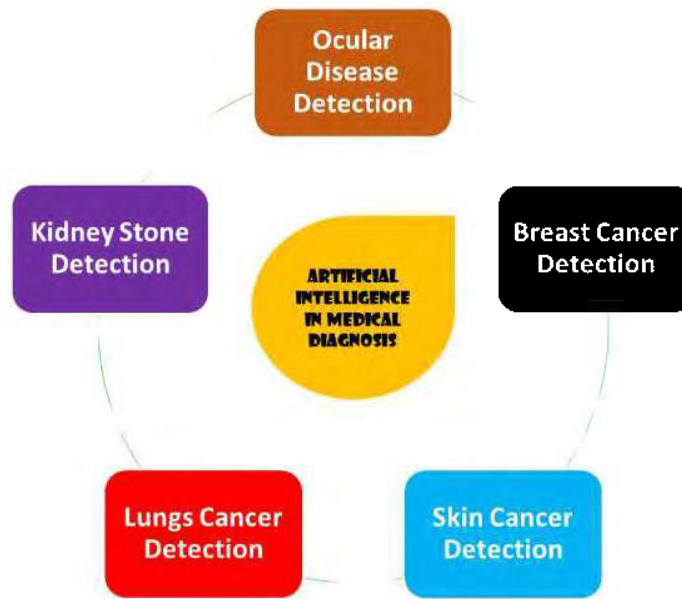 Ocular
Disease
Detection
Kidney Stone
Detection
Breast Cancer
Detection
ARTIFICIAL
INTELLIGENCE
IN MEDICAL
DIAGNOSIS
Lungs Cancer
Detection
Skin Cancer
Detection